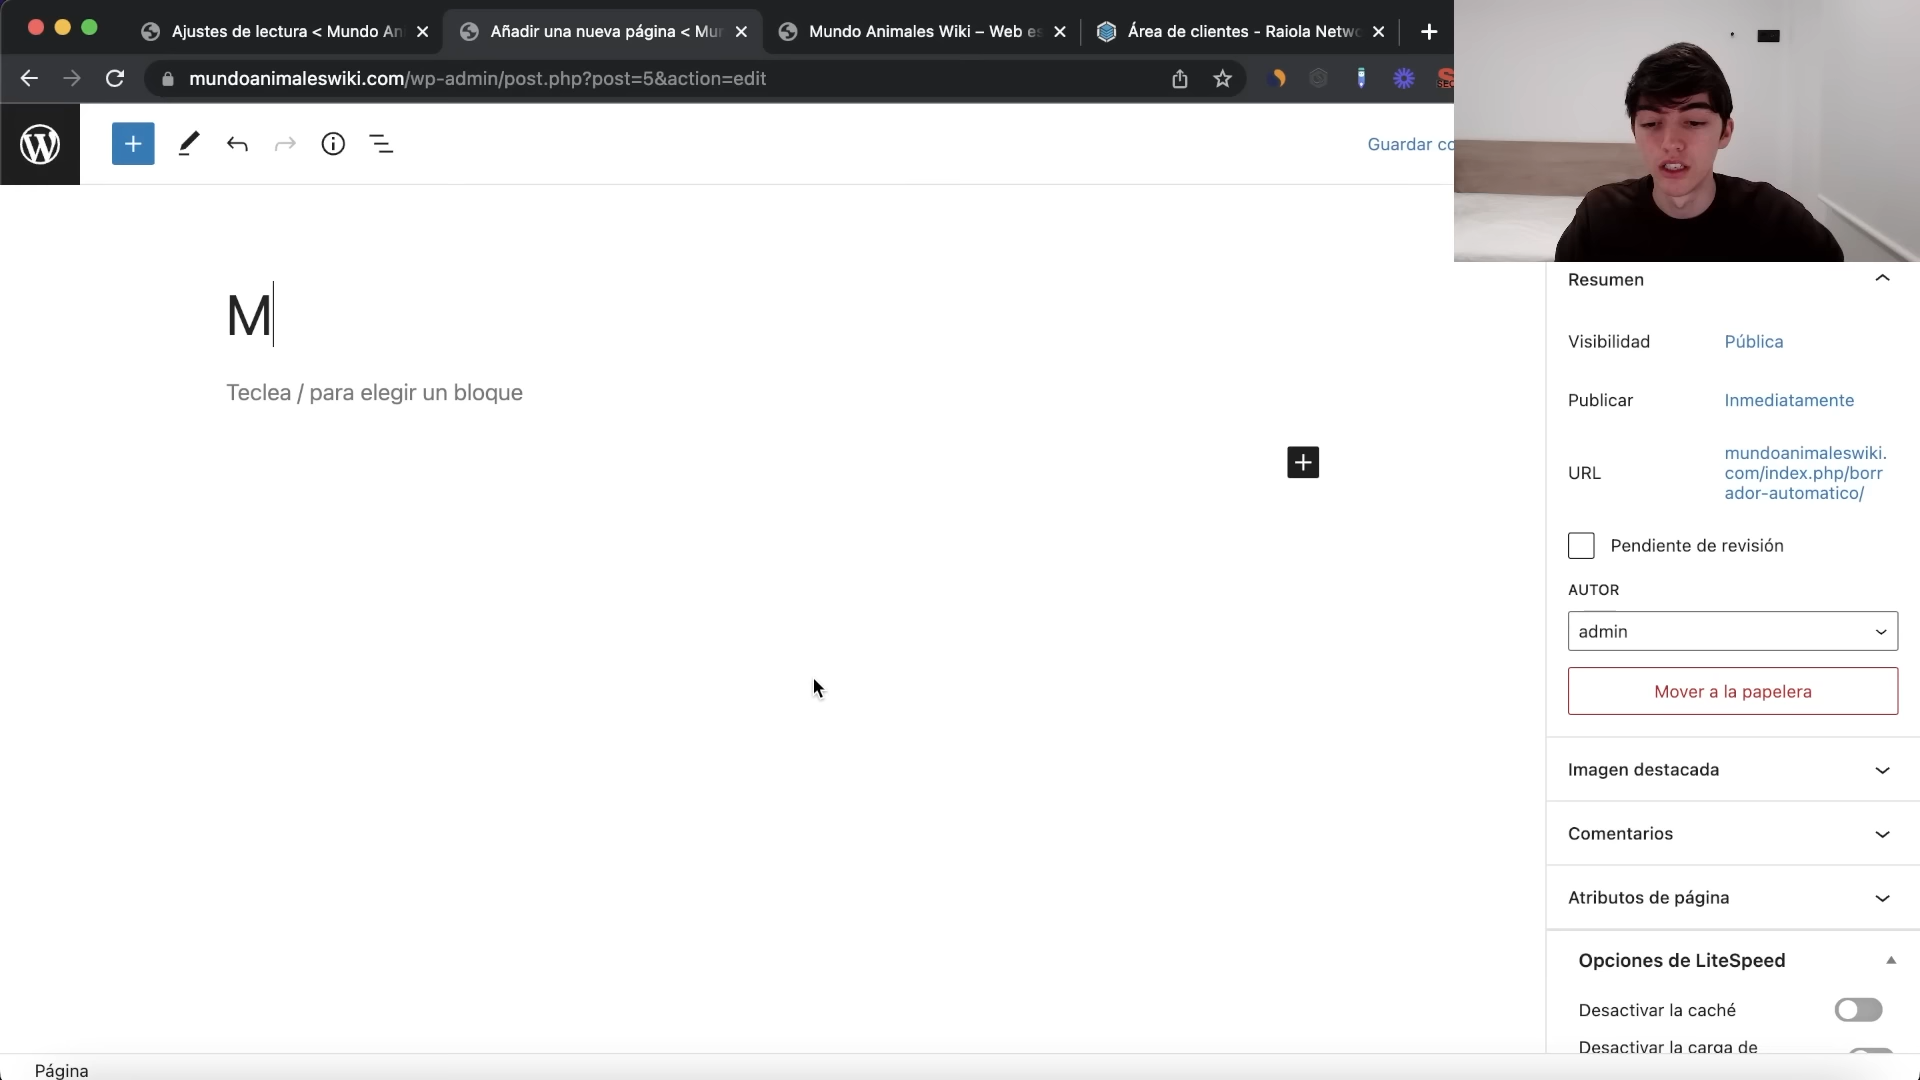 Ajustes de lectura < Mundo An
Añadir una nueva página < Mun
Mundo Animales Wiki – Web es
Área de clientes - Raiola Netwo
mundoanimaleswiki.com/wp-admin/post.php?post=5&action=edit
Guardar co
M
Teclea / para elegir un bloque
Resumen
Visibilidad
Pública
Publicar
Inmediatamente
URL
mundoanimaleswiki.
com/index.php/borr
ador-automatico/
Pendiente de revisión
AUTOR
admin
Mover a la papelera
Imagen destacada
Comentarios
Atributos de página
Opciones de LiteSpeed
Desactivar la caché
Desactivar la carga de
Página